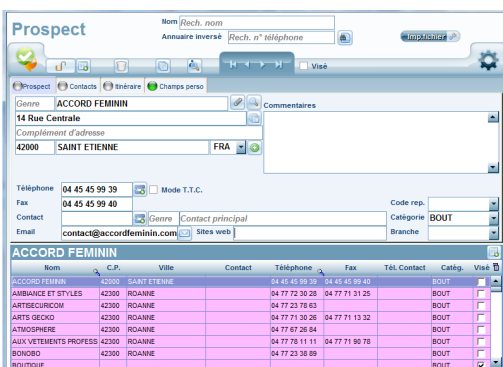 Prospect
Nom Rech. nom
Annuaire inversé Rech. n° téléphone
Imp fichier
Visé
Prospect Contacts Itinéraire Champs perso
Genre ACCORD FEMININ
Commentaires
14 Rue Centrale
Complément d'adresse
42000 SAINT ETIENNE FRA
Téléphone 04 45 45 99 39 Mode T.T.C.
Fax 04 45 45 99 40 Code rep.
Contact Genre Contact principal Catégorie BOUT
Email contact@accordfeminin.com Sites web Branche
ACCORD FEMININ
Nom C.P. Ville Contact Téléphone Fax Tél. Contact Catég. Visé
ACCORD FEMININ 42000 SAINT ETIENNE 04 45 45 99 39 04 45 45 99 40 BOUT
AMBIANCE ET STYLES 42300 ROANNE 04 77 72 30 28 04 77 71 31 25 BOUT
ARTISECURICOM 42300 ROANNE 04 77 23 78 63 BOUT
ARTS GECKO 42300 ROANNE 04 77 71 30 26 04 77 71 13 32 BOUT
ATMOSPHERE 42300 ROANNE 04 77 67 26 84 BOUT
AUX VETEMENTS PROFESS 42300 ROANNE 04 77 78 11 11 04 77 71 90 78 BOUT
BONOBO 42300 ROANNE 04 77 23 38 89 BOUT
BOUTIQUE 42300 ROANNE BOUT